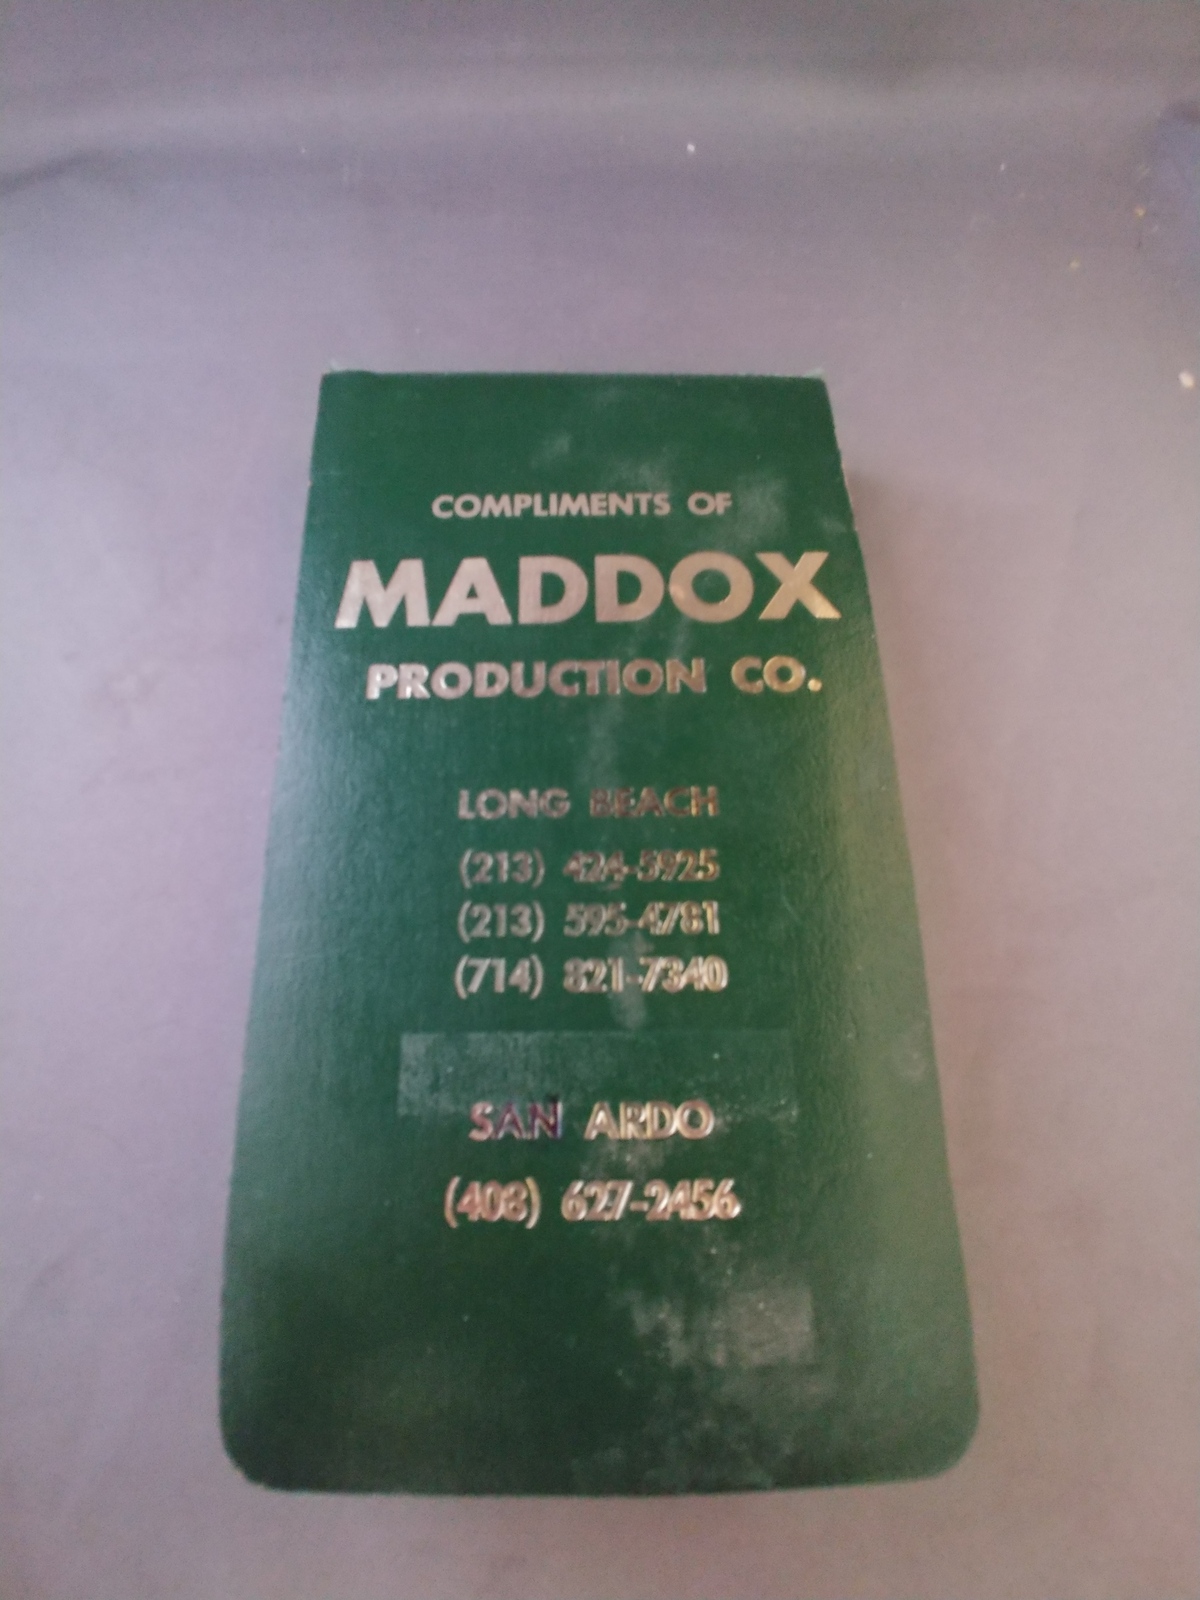 COMPLIMENTS OF
MADDOX
PRODUCTION CO.
LONG BEACH
(213) 424-5925
(213) 595-4781
(714) 821-7340
SAN ARDO
(408) 627-2456